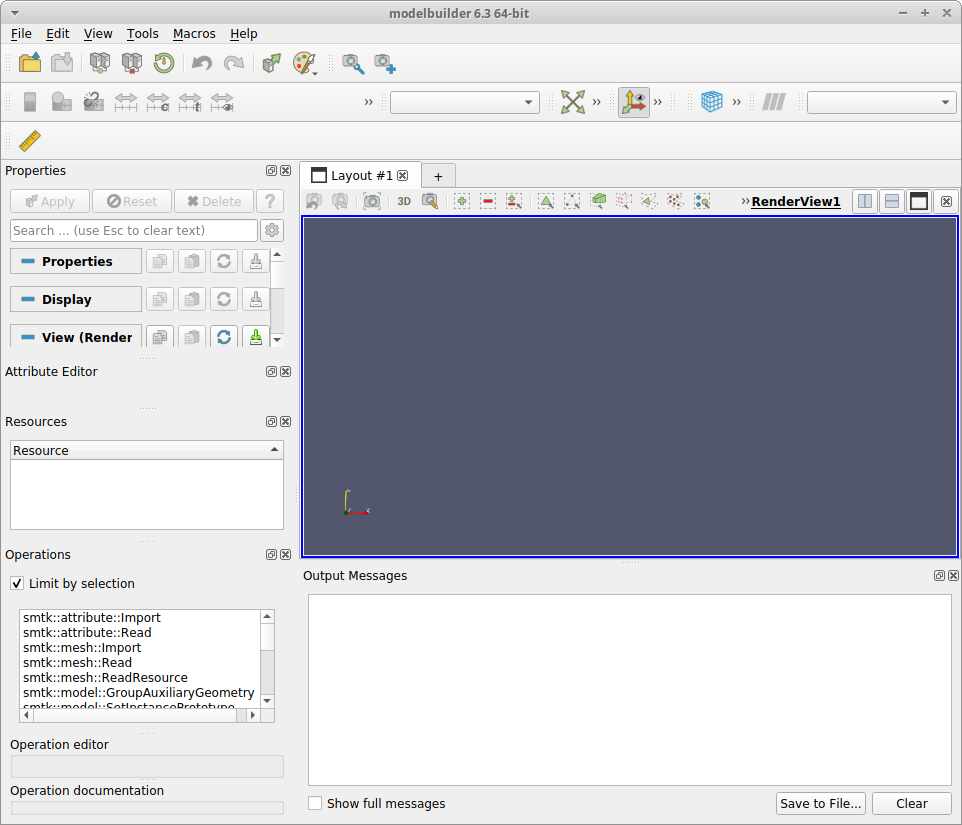 modelbuilder 6.3 64-bit
File Edit View Tools Macros Help
Properties
Layout #1
+
Apply Reset Delete ?
3D
RenderView1
Search ... (use Esc to clear text)
Properties
Display
View (Render
Attribute Editor
Resources
Resource
Operations
Limit by selection
smtk::attribute::Import
smtk::attribute::Read
smtk::mesh::Import
smtk::mesh::Read
smtk::mesh::ReadResource
smtk::model::GroupAuxiliaryGeometry
smtk::model::SetInstancePrototype
Operation editor
Operation documentation
Output Messages
Show full messages
Save to File...
Clear